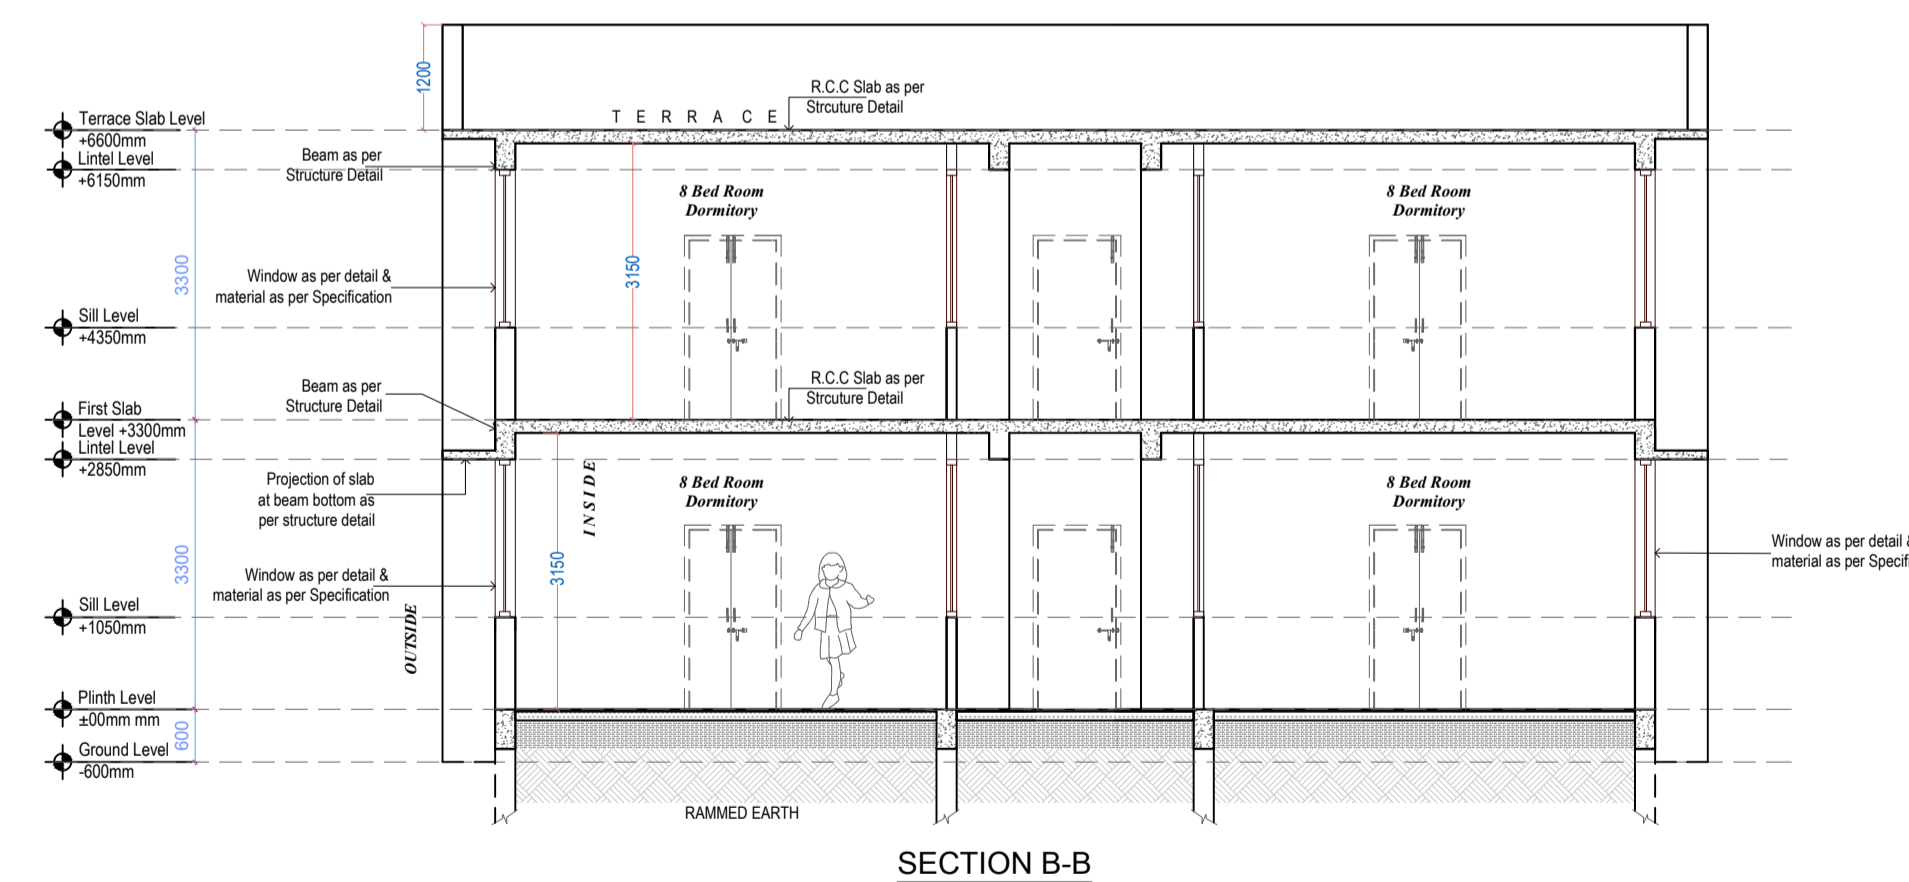 1200
R.C.C Slab as per
Strcuture Detail
T E R R A C E
Terrace Slab Level
+6600mm
Lintel Level
+6150mm
Beam as per
Structure Detail
8 Bed Room
Dormitory
8 Bed Room
Dormitory
3300
3150
Window as per detail &
material as per Specification
Sill Level
+4350mm
Beam as per
Structure Detail
R.C.C Slab as per
Strcuture Detail
First Slab
Level +3300mm
Lintel Level
+2850mm
Projection of slab
at beam bottom as
per structure detail
INSIDE
8 Bed Room
Dormitory
8 Bed Room
Dormitory
3300
3150
Window as per detail &
material as per Specification
Window as per detail &
material as per Specif
Sill Level
+1050mm
OUTSIDE
Plinth Level
±00mm mm
600
Ground Level
-600mm
RAMMED EARTH
SECTION B-B